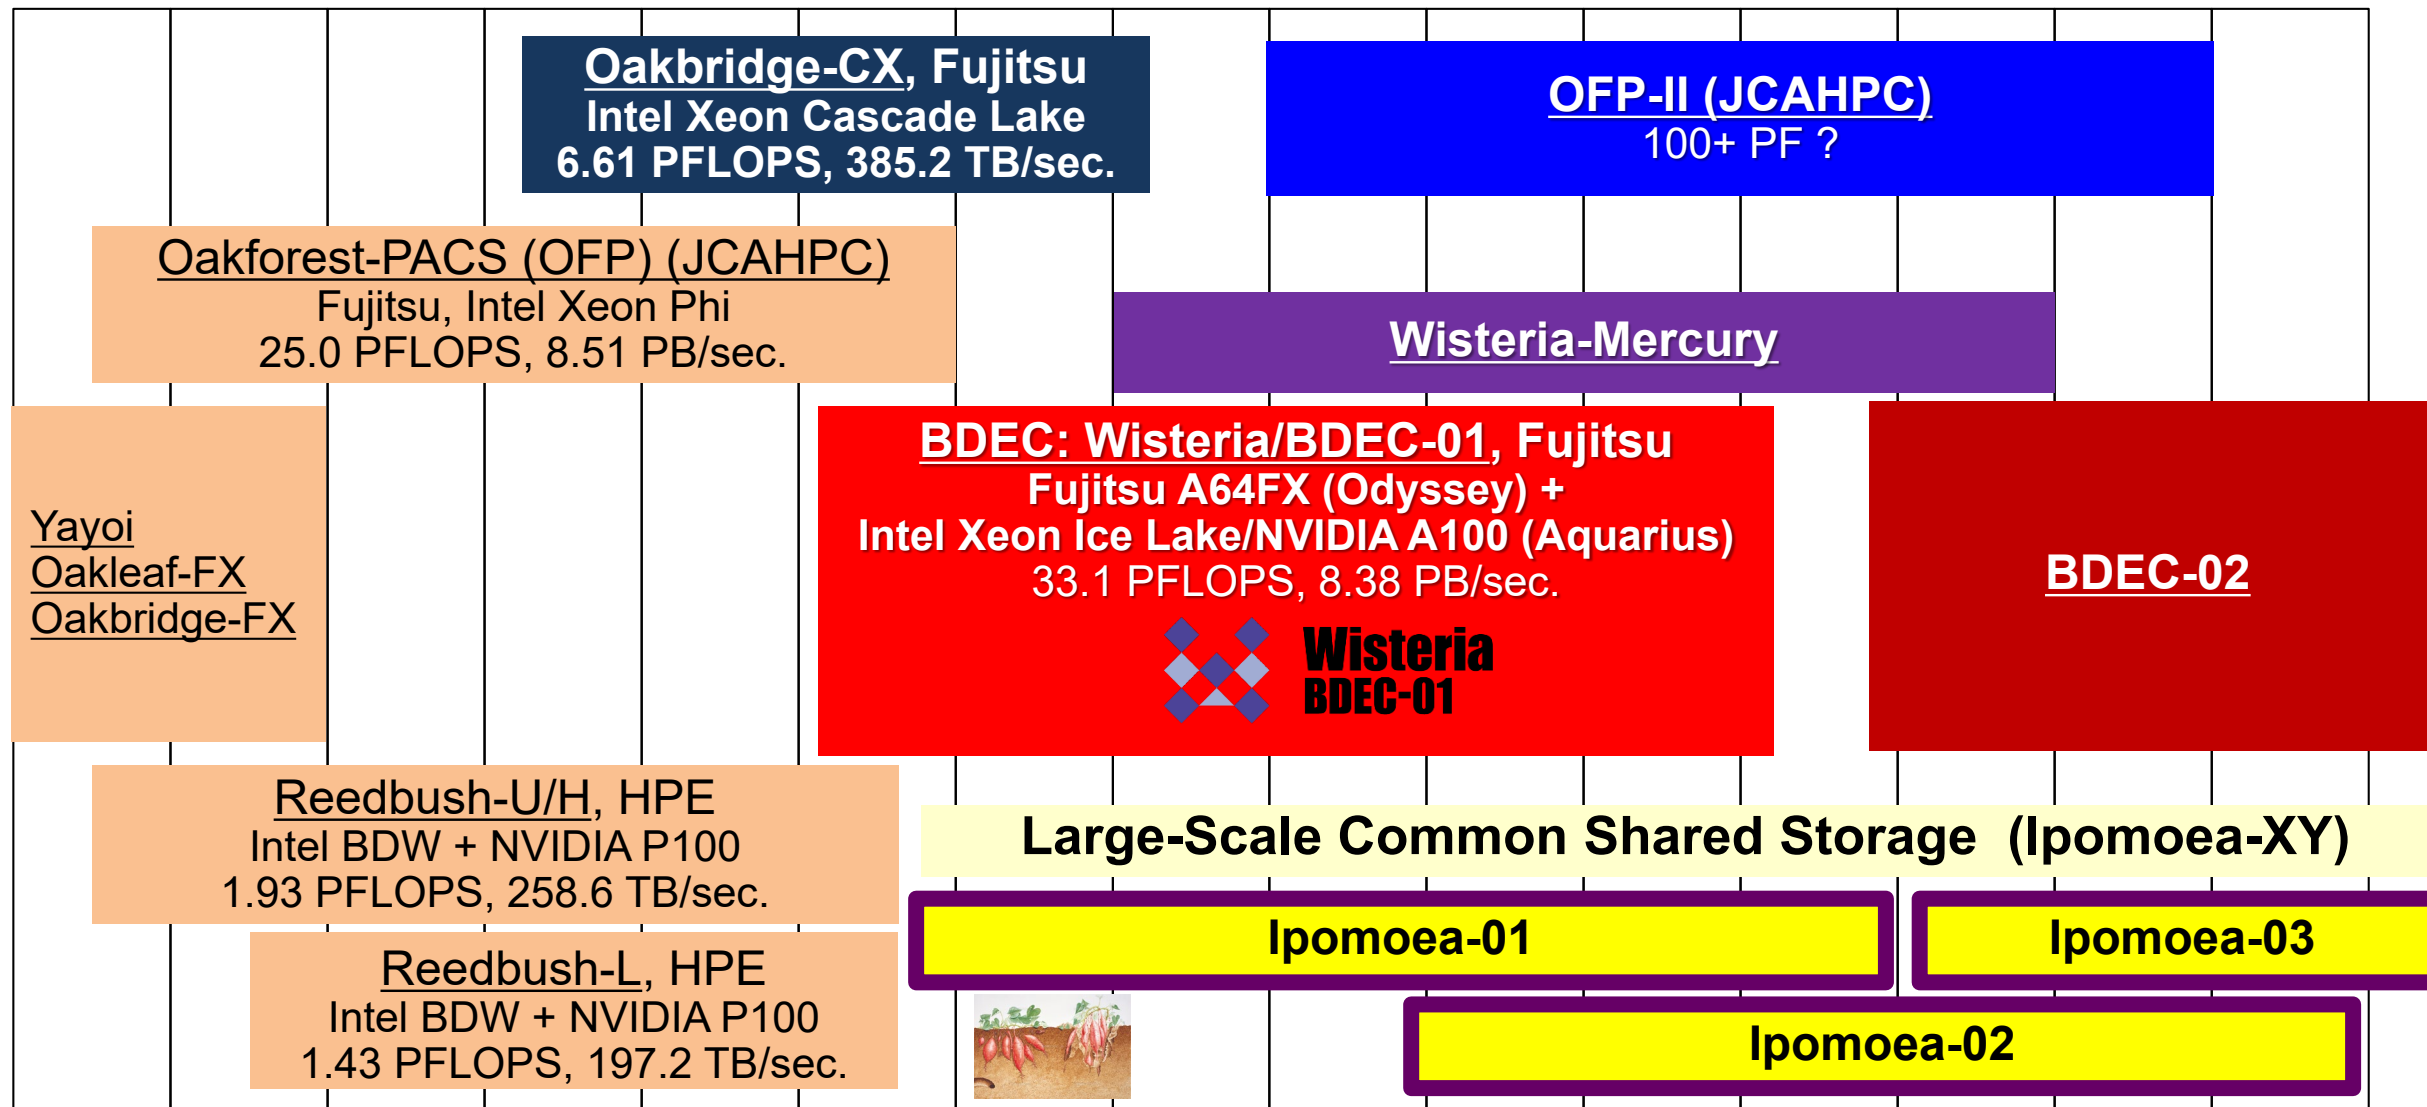 Oakbridge-CX, Fujitsu
Intel Xeon Cascade Lake
6.61 PFLOPS, 385.2 TB/sec.
OFP-II (JCAHPC)
100+ PF ?
Oakforest-PACS (OFP) (JCAHPC)
Fujitsu, Intel Xeon Phi
25.0 PFLOPS, 8.51 PB/sec.
Wisteria-Mercury
Yayoi
Oakleaf-FX
Oakbridge-FX
BDEC: Wisteria/BDEC-01, Fujitsu
Fujitsu A64FX (Odyssey) +
Intel Xeon Ice Lake/NVIDIA A100 (Aquarius)
33.1 PFLOPS, 8.38 PB/sec.
Wisteria
BDEC-01
BDEC-02
Reedbush-U/H, HPE
Intel BDW + NVIDIA P100
1.93 PFLOPS, 258.6 TB/sec.
Large-Scale Common Shared Storage (Ipomoea-XY)
Ipomoea-01
Ipomoea-03
Reedbush-L, HPE
Intel BDW + NVIDIA P100
1.43 PFLOPS, 197.2 TB/sec.
Ipomoea-02